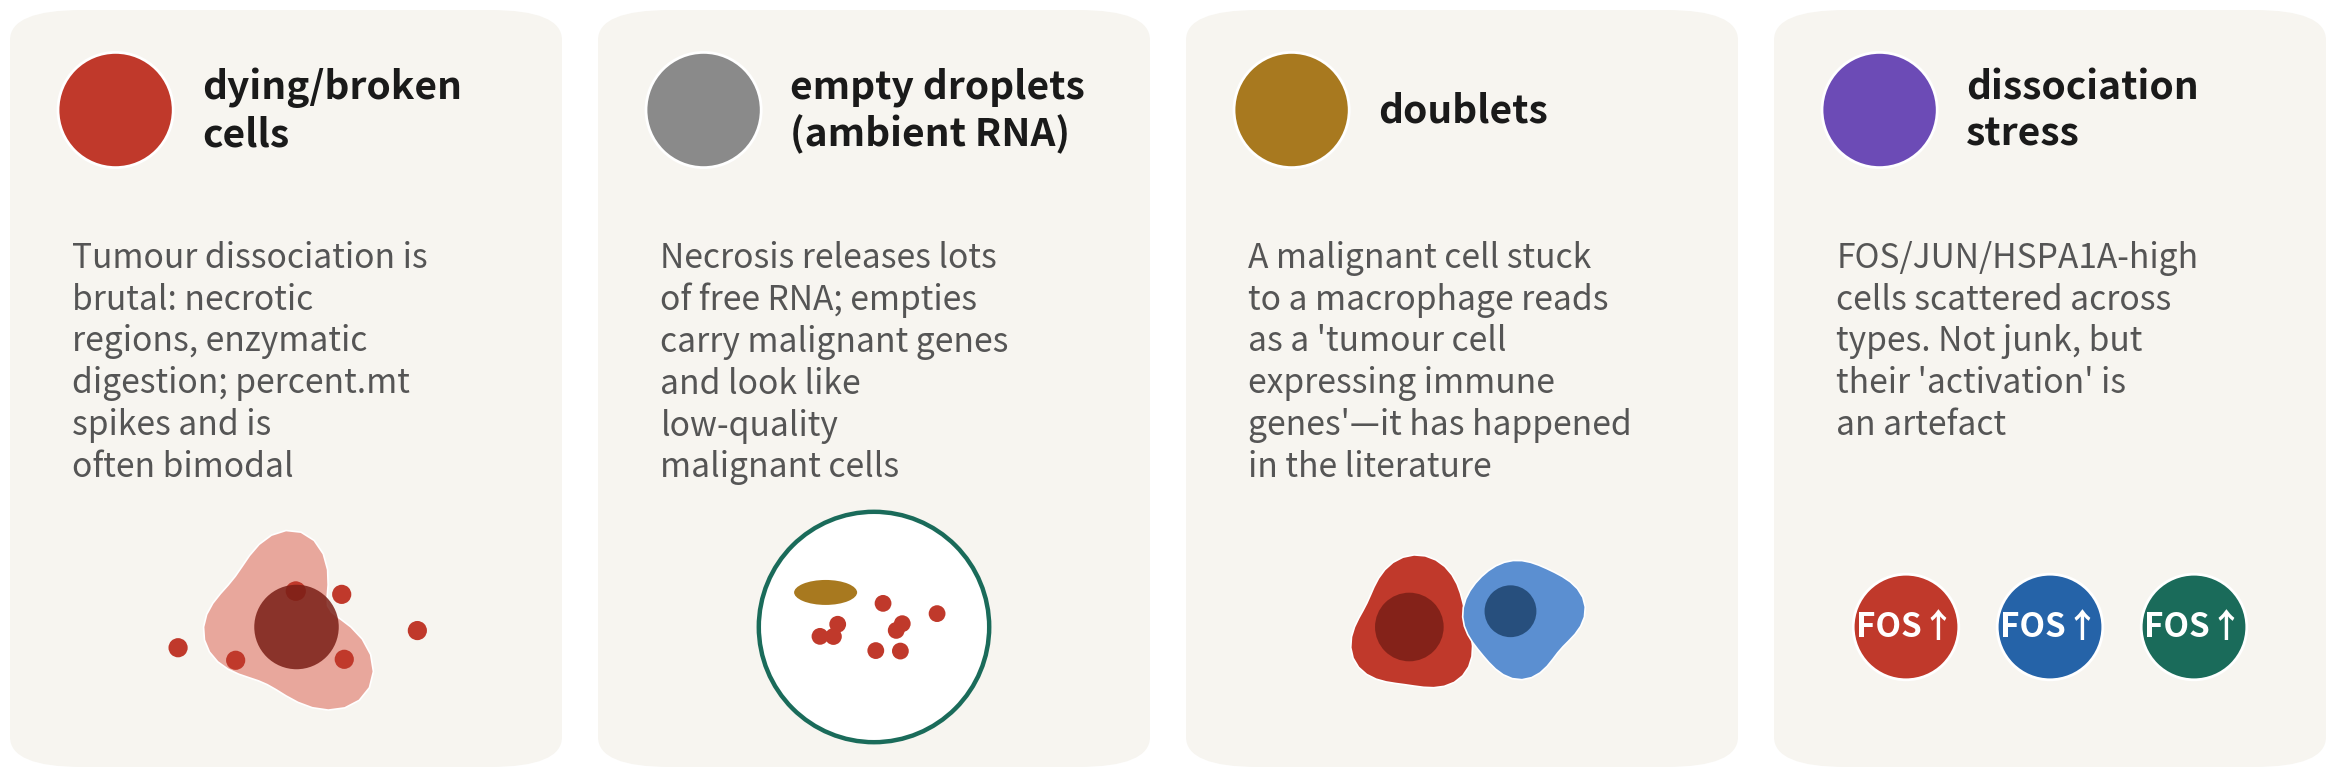 dying/broken
cells
Tumour dissociation is
brutal: necrotic
regions, enzymatic
digestion; percent.mt
spikes and is
often bimodal
empty droplets
(ambient RNA)
Necrosis releases lots
of free RNA; empties
carry malignant genes
and look like
low-quality
malignant cells
doublets
A malignant cell stuck
to a macrophage reads
as a 'tumour cell
expressing immune
genes'—it has happened
in the literature
dissociation
stress
FOS/JUN/HSPA1A-high
cells scattered across
types. Not junk, but
their 'activation' is
an artefact
FOS↑
FOS↑
FOS↑